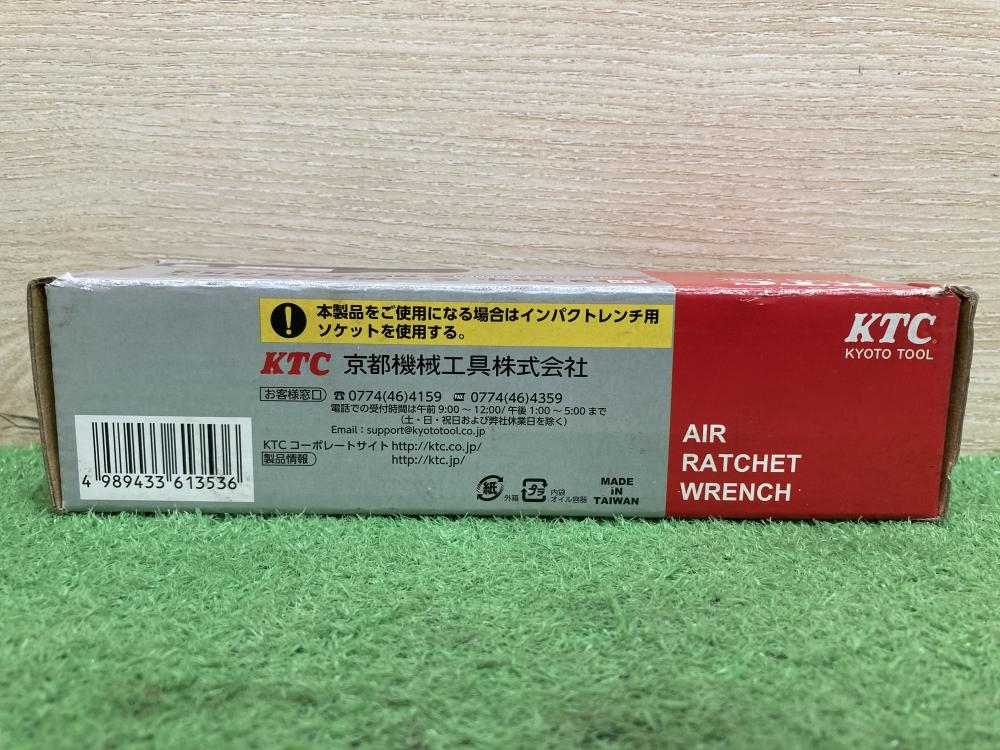 本製品をご使用になる場合はインパクトレンチ用
ソケットを使用する。
KTC 京都機械工具株式会社
お客様窓口 ☎0774(46)4159 FAX 0774(46)4359
電話での受付時間は午前 9:00 ~ 12:00/ 午後 1:00 ~ 5:00 まで
(土・日・祝日および弊社休業日を除く)
Email : support@kyototool.co.jp
KTC コーポレートサイト http://ktc.co.jp/
製品情報 http://ktc.jp/
4 989433 613536
紙 外箱
プラ 内袋
オイル容器
MADE
iN
TAIWAN
KTC
KYOTO TOOL
AIR
RATCHET
WRENCH